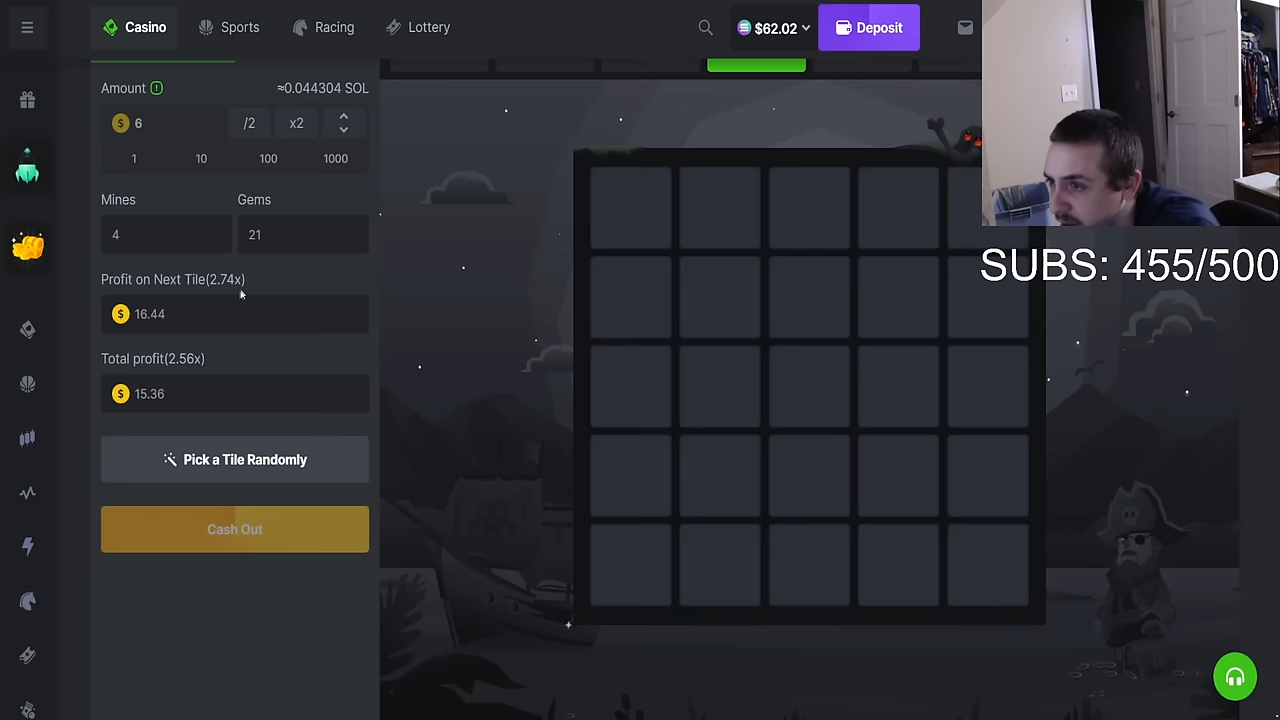 Casino
Sports
Racing
Lottery
$62.02
Deposit
Amount
≈0.044304 SOL
6
/2
x2
1
10
100
1000
Mines
Gems
4
21
Profit on Next Tile(2.74x)
16.44
Total profit(2.56x)
15.36
Pick a Tile Randomly
Cash Out
SUBS: 455/500